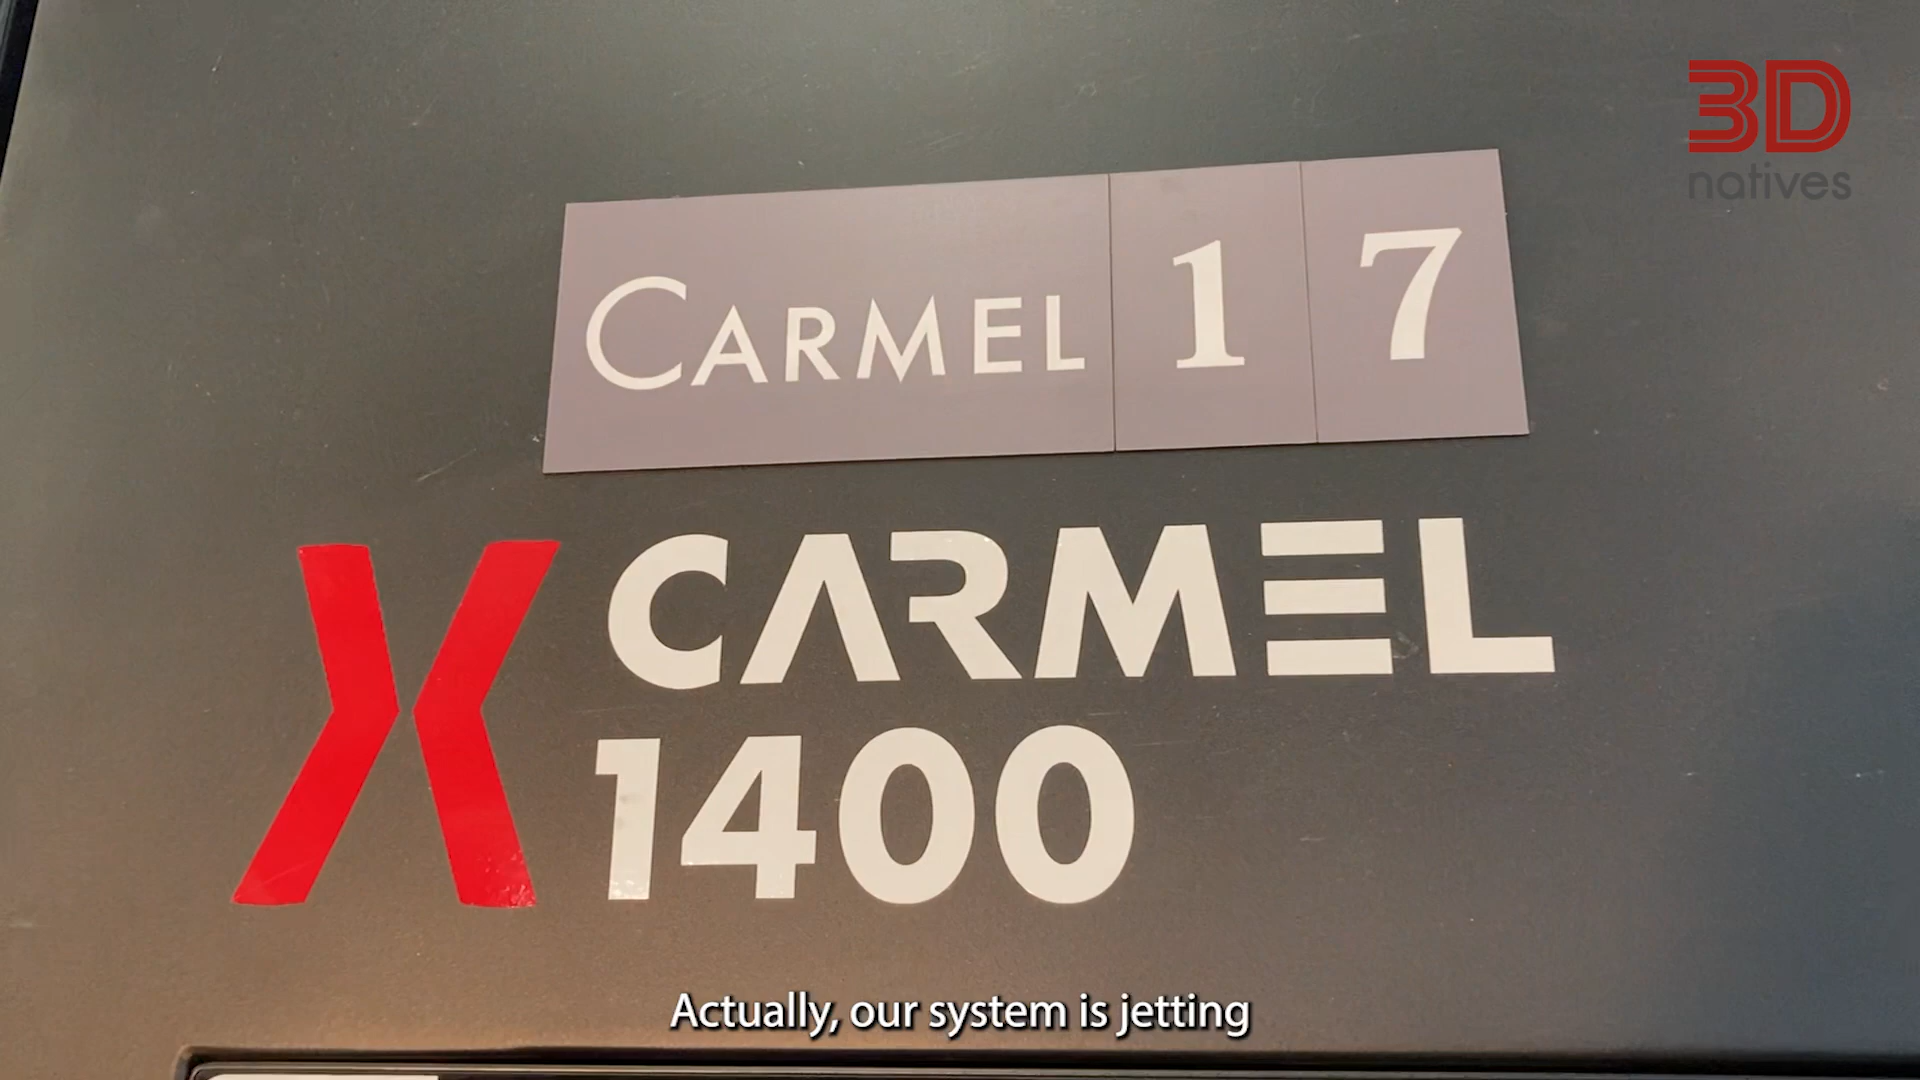 3D
natives
CARMEL 1 7
X CARMEL
1400
Actually, our system is jetting